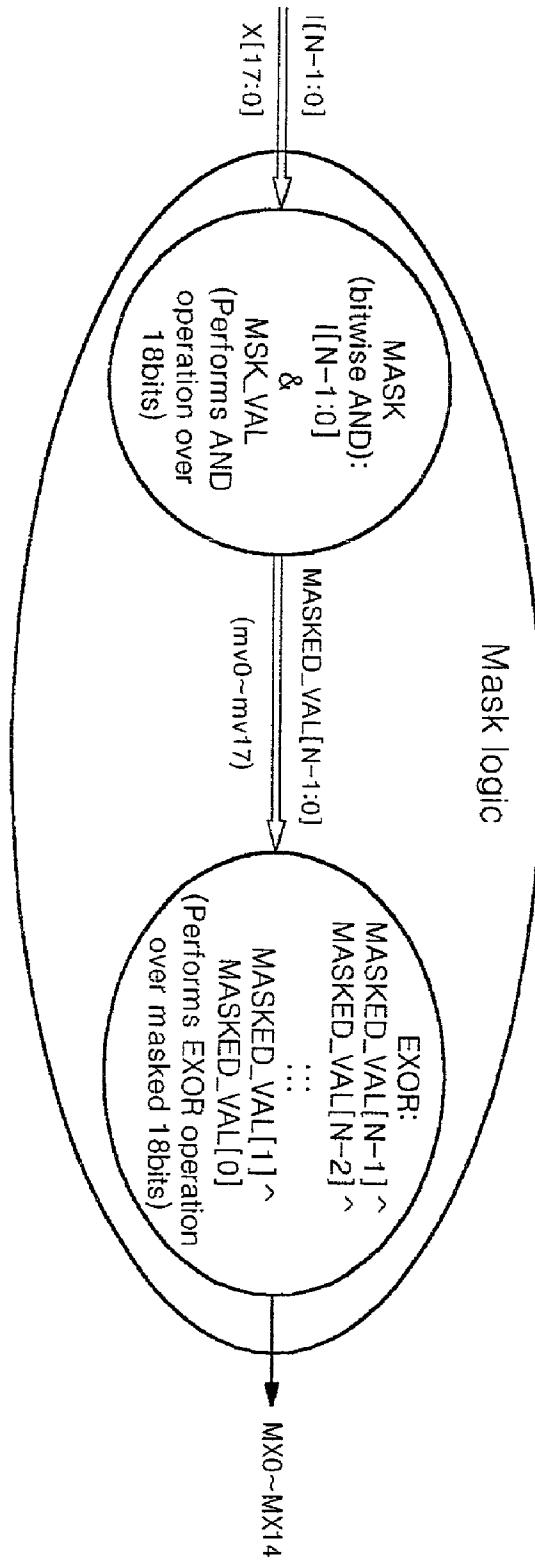 Mask logic
I[N-1:0]
X[17:0]
MASK
(bitwise AND):
I[N-1:0]
&
MSK_VAL
(Performs AND
operation over
18bits)
MASKED_VAL[N-1:0]
(mv0~mv17)
EXOR:
MASKED_VAL[N-1] ^
MASKED_VAL[N-2] ^
...
MASKED_VAL[1] ^
MASKED_VAL[0]
(Performs EXOR operation
over masked 18bits)
MX0~MX14